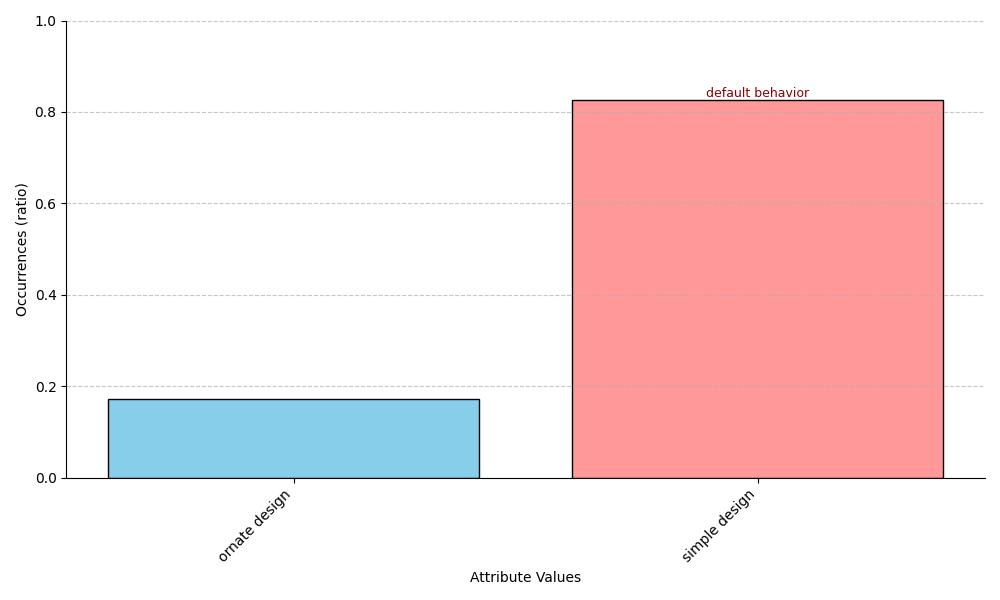 1.0
default behavior
0.8
0.6
0.4
0.2
0.0
Occurrences (ratio)
ornate design
simple design
Attribute Values